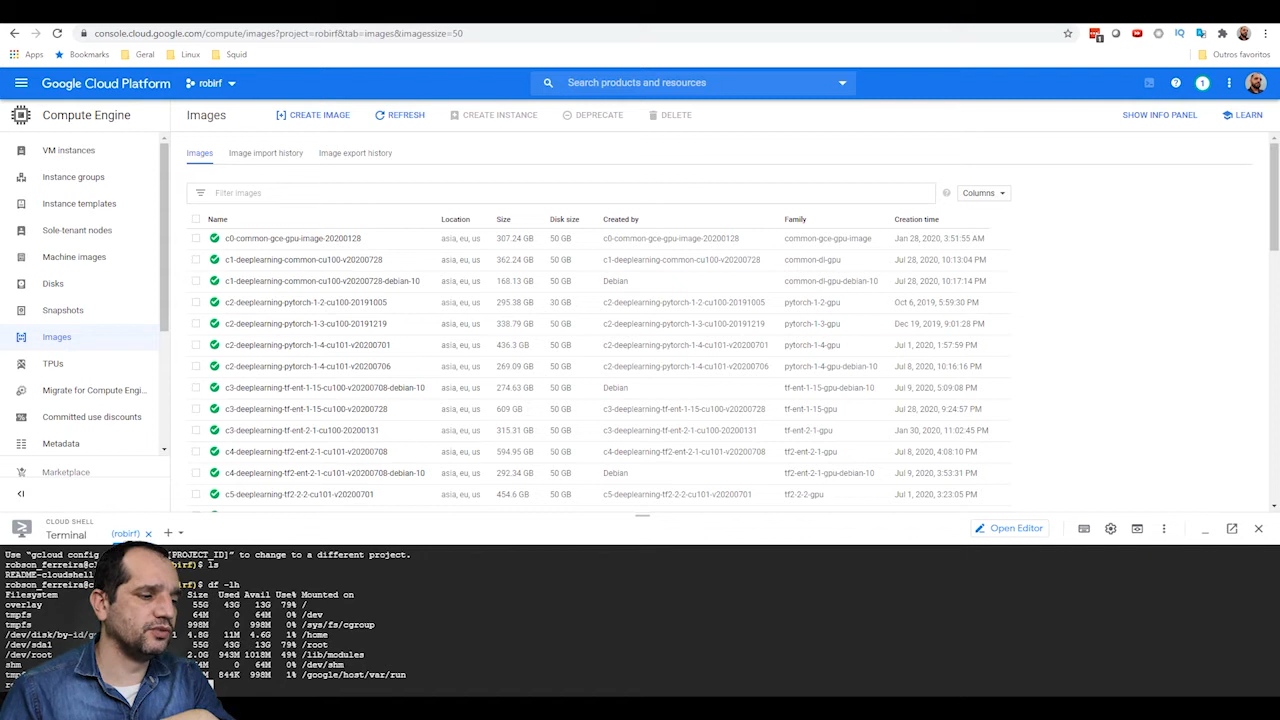 console.cloud.google.com/compute/images?project=robirf&tab=images&imagessize=50
Apps Bookmarks Geral Linux Squid Outros favoritos
Google Cloud Platform robirf Search products and resources 1
Compute Engine Images CREATE IMAGE REFRESH CREATE INSTANCE DEPRECATE DELETE SHOW INFO PANEL LEARN
VM instances
Instance groups
Instance templates
Sole-tenant nodes
Machine images
Disks
Snapshots
Images
TPUs
Migrate for Compute Engi...
Committed use discounts
Metadata
Marketplace
Images Image import history Image export history
Filter images Columns
Name Location Size Disk size Created by Family Creation time
c0-common-gce-gpu-image-20200128 asia, eu, us 307.24 GB 50 GB c0-common-gce-gpu-image-20200128 common-gce-gpu-image Jan 28, 2020, 3:51:55 AM
c1-deeplearning-common-cu100-v20200728 asia, eu, us 362.24 GB 50 GB c1-deeplearning-common-cu100-v20200728 common-dl-gpu Jul 28, 2020, 10:13:04 PM
c1-deeplearning-common-cu100-v20200728-debian-10 asia, eu, us 168.13 GB 50 GB Debian common-dl-gpu-debian-10 Jul 28, 2020, 10:17:14 PM
c2-deeplearning-pytorch-1-2-cu100-20191005 asia, eu, us 295.38 GB 30 GB c2-deeplearning-pytorch-1-2-cu100-20191005 pytorch-1-2-gpu Oct 6, 2019, 5:59:30 PM
c2-deeplearning-pytorch-1-3-cu100-20191219 asia, eu, us 338.79 GB 50 GB c2-deeplearning-pytorch-1-3-cu100-20191219 pytorch-1-3-gpu Dec 19, 2019, 9:01:28 PM
c2-deeplearning-pytorch-1-4-cu101-v20200701 asia, eu, us 436.3 GB 50 GB c2-deeplearning-pytorch-1-4-cu101-v20200701 pytorch-1-4-gpu Jul 1, 2020, 1:57:59 PM
c2-deeplearning-pytorch-1-4-cu101-v20200706 asia, eu, us 269.09 GB 50 GB c2-deeplearning-pytorch-1-4-cu101-v20200706 pytorch-1-4-gpu-debian-10 Jul 8, 2020, 10:16:16 PM
c3-deeplearning-tf-ent-1-15-cu100-v20200708-debian-10 asia, eu, us 274.63 GB 50 GB Debian tf-ent-1-15-gpu-debian-10 Jul 9, 2020, 5:09:08 PM
c3-deeplearning-tf-ent-1-15-cu100-v20200728 asia, eu, us 609 GB 50 GB c3-deeplearning-tf-ent-1-15-cu100-v20200728 tf-ent-1-15-gpu Jul 28, 2020, 9:24:57 PM
c3-deeplearning-tf-ent-2-1-cu100-20200131 asia, eu, us 315.31 GB 50 GB c3-deeplearning-tf-ent-2-1-cu100-20200131 tf-ent-2-1-gpu Jan 30, 2020, 11:02:45 PM
c4-deeplearning-tf2-ent-2-1-cu101-v20200708 asia, eu, us 594.95 GB 50 GB c4-deeplearning-tf2-ent-2-1-cu101-v20200708 tf2-ent-2-1-gpu Jul 8, 2020, 4:08:10 PM
c4-deeplearning-tf2-ent-2-1-cu101-v20200708-debian-10 asia, eu, us 292.34 GB 50 GB Debian tf2-ent-2-1-gpu-debian-10 Jul 9, 2020, 3:53:31 PM
c5-deeplearning-tf2-2-2-cu101-v20200701 asia, eu, us 454.6 GB 50 GB c5-deeplearning-tf2-2-2-cu101-v20200701 tf2-2-2-gpu Jul 1, 2020, 3:23:05 PM
CLOUD SHELL
Terminal (robirf) Open Editor
Use "gcloud config [PROJECT_ID]" to change to a different project.
robson_ferreira@c robirf)$ ls
README-cloudshell
robson_ferreira@c robirf)$ df -lh
Filesystem Size Used Avail Use% Mounted on
overlay 55G 43G 13G 79% /
tmpfs 64M 0 64M 0% /dev
tmpfs 998M 0 998M 0% /sys/fs/cgroup
/dev/disk/by-id/g 4.8G 11M 4.6G 1% /home
/dev/sda1 55G 43G 13G 79% /root
/dev/root 2.0G 943M 1018M 49% /lib/modules
shm 0 64M 0% /dev/shm
844K 998M 1% /google/host/var/run